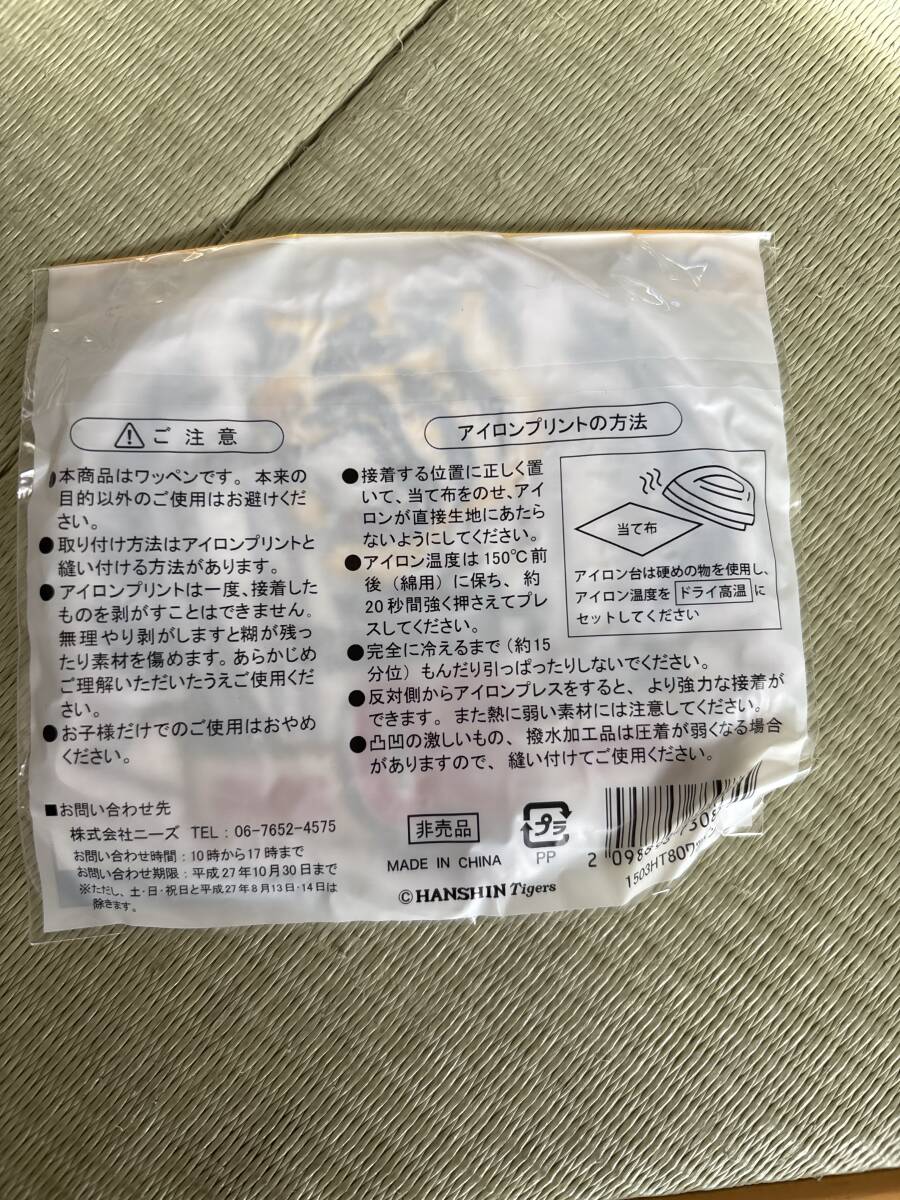 ご注意
●本商品はワッペンです。本来の
目的以外のご使用はお避けくだ
さい。
●取り付け方法はアイロンプリントと
縫い付ける方法があります。
●アイロンプリントは一度、接着した
ものを剥がすことはできません。
無理やり剥がしますと糊が残っ
たり素材を傷めます。あらかじめ
ご理解いただいたうえご使用くだ
さい。
●お子様だけでのご使用はおやめ
ください。
アイロンプリントの方法
●接着する位置に正しく置
いて、当て布をのせ、アイ
ロンが直接生地にあたら
ないようにしてください。
●アイロン温度は150℃前
後（綿用）に保ち、約
20秒間強く押さえてプレ
スしてください。
●完全に冷えるまで（約15
分位）もんだり引っぱったりしないでください。
●反対側からアイロンプレスをすると、より強力な接着が
できます。また熱に弱い素材には注意してください。
●凸凹の激しいもの、撥水加工品は圧着が弱くなる場合
がありますので、縫い付けてご使用ください。
当て布
アイロン台は硬めの物を使用し、
アイロン温度を ドライ高温 に
セットしてください
■お問い合わせ先
株式会社ニーズ TEL：06-7652-4575
お問い合わせ時間：10時から17時まで
お問い合わせ期限：平成27年10月30日まで
※ただし、土・日・祝日と平成27年8月13日・14日は
除きます。
非売品
MADE IN CHINA
プラ
PP
©HANSHIN Tigers